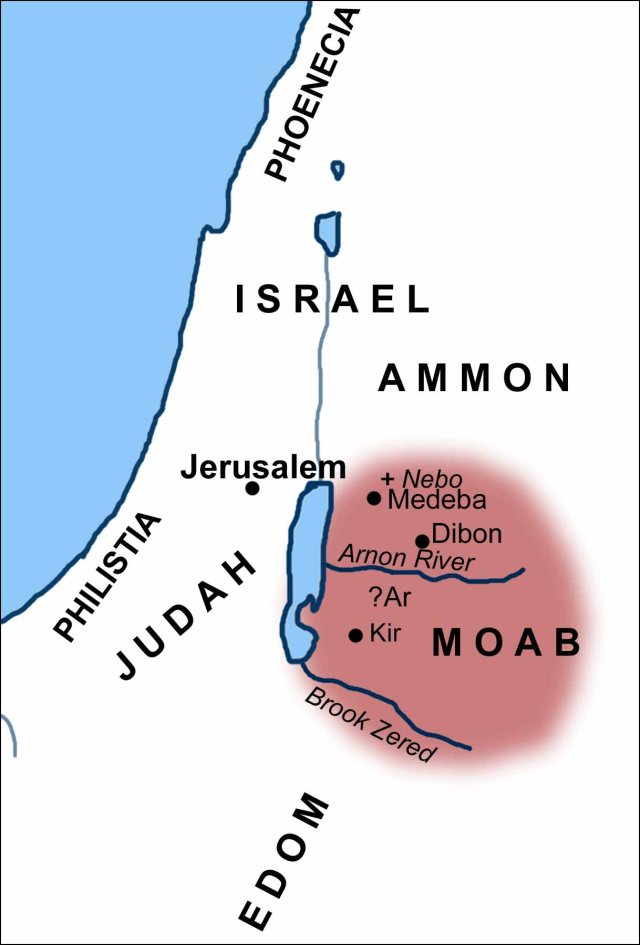 PHOENECIA
ISRAEL
AMMON
Jerusalem
+ Nebo
Medeba
Dibon
PHILISTIA
Arnon River
JUDAH
?Ar
Kir
MOAB
Brook Zered
EDOM